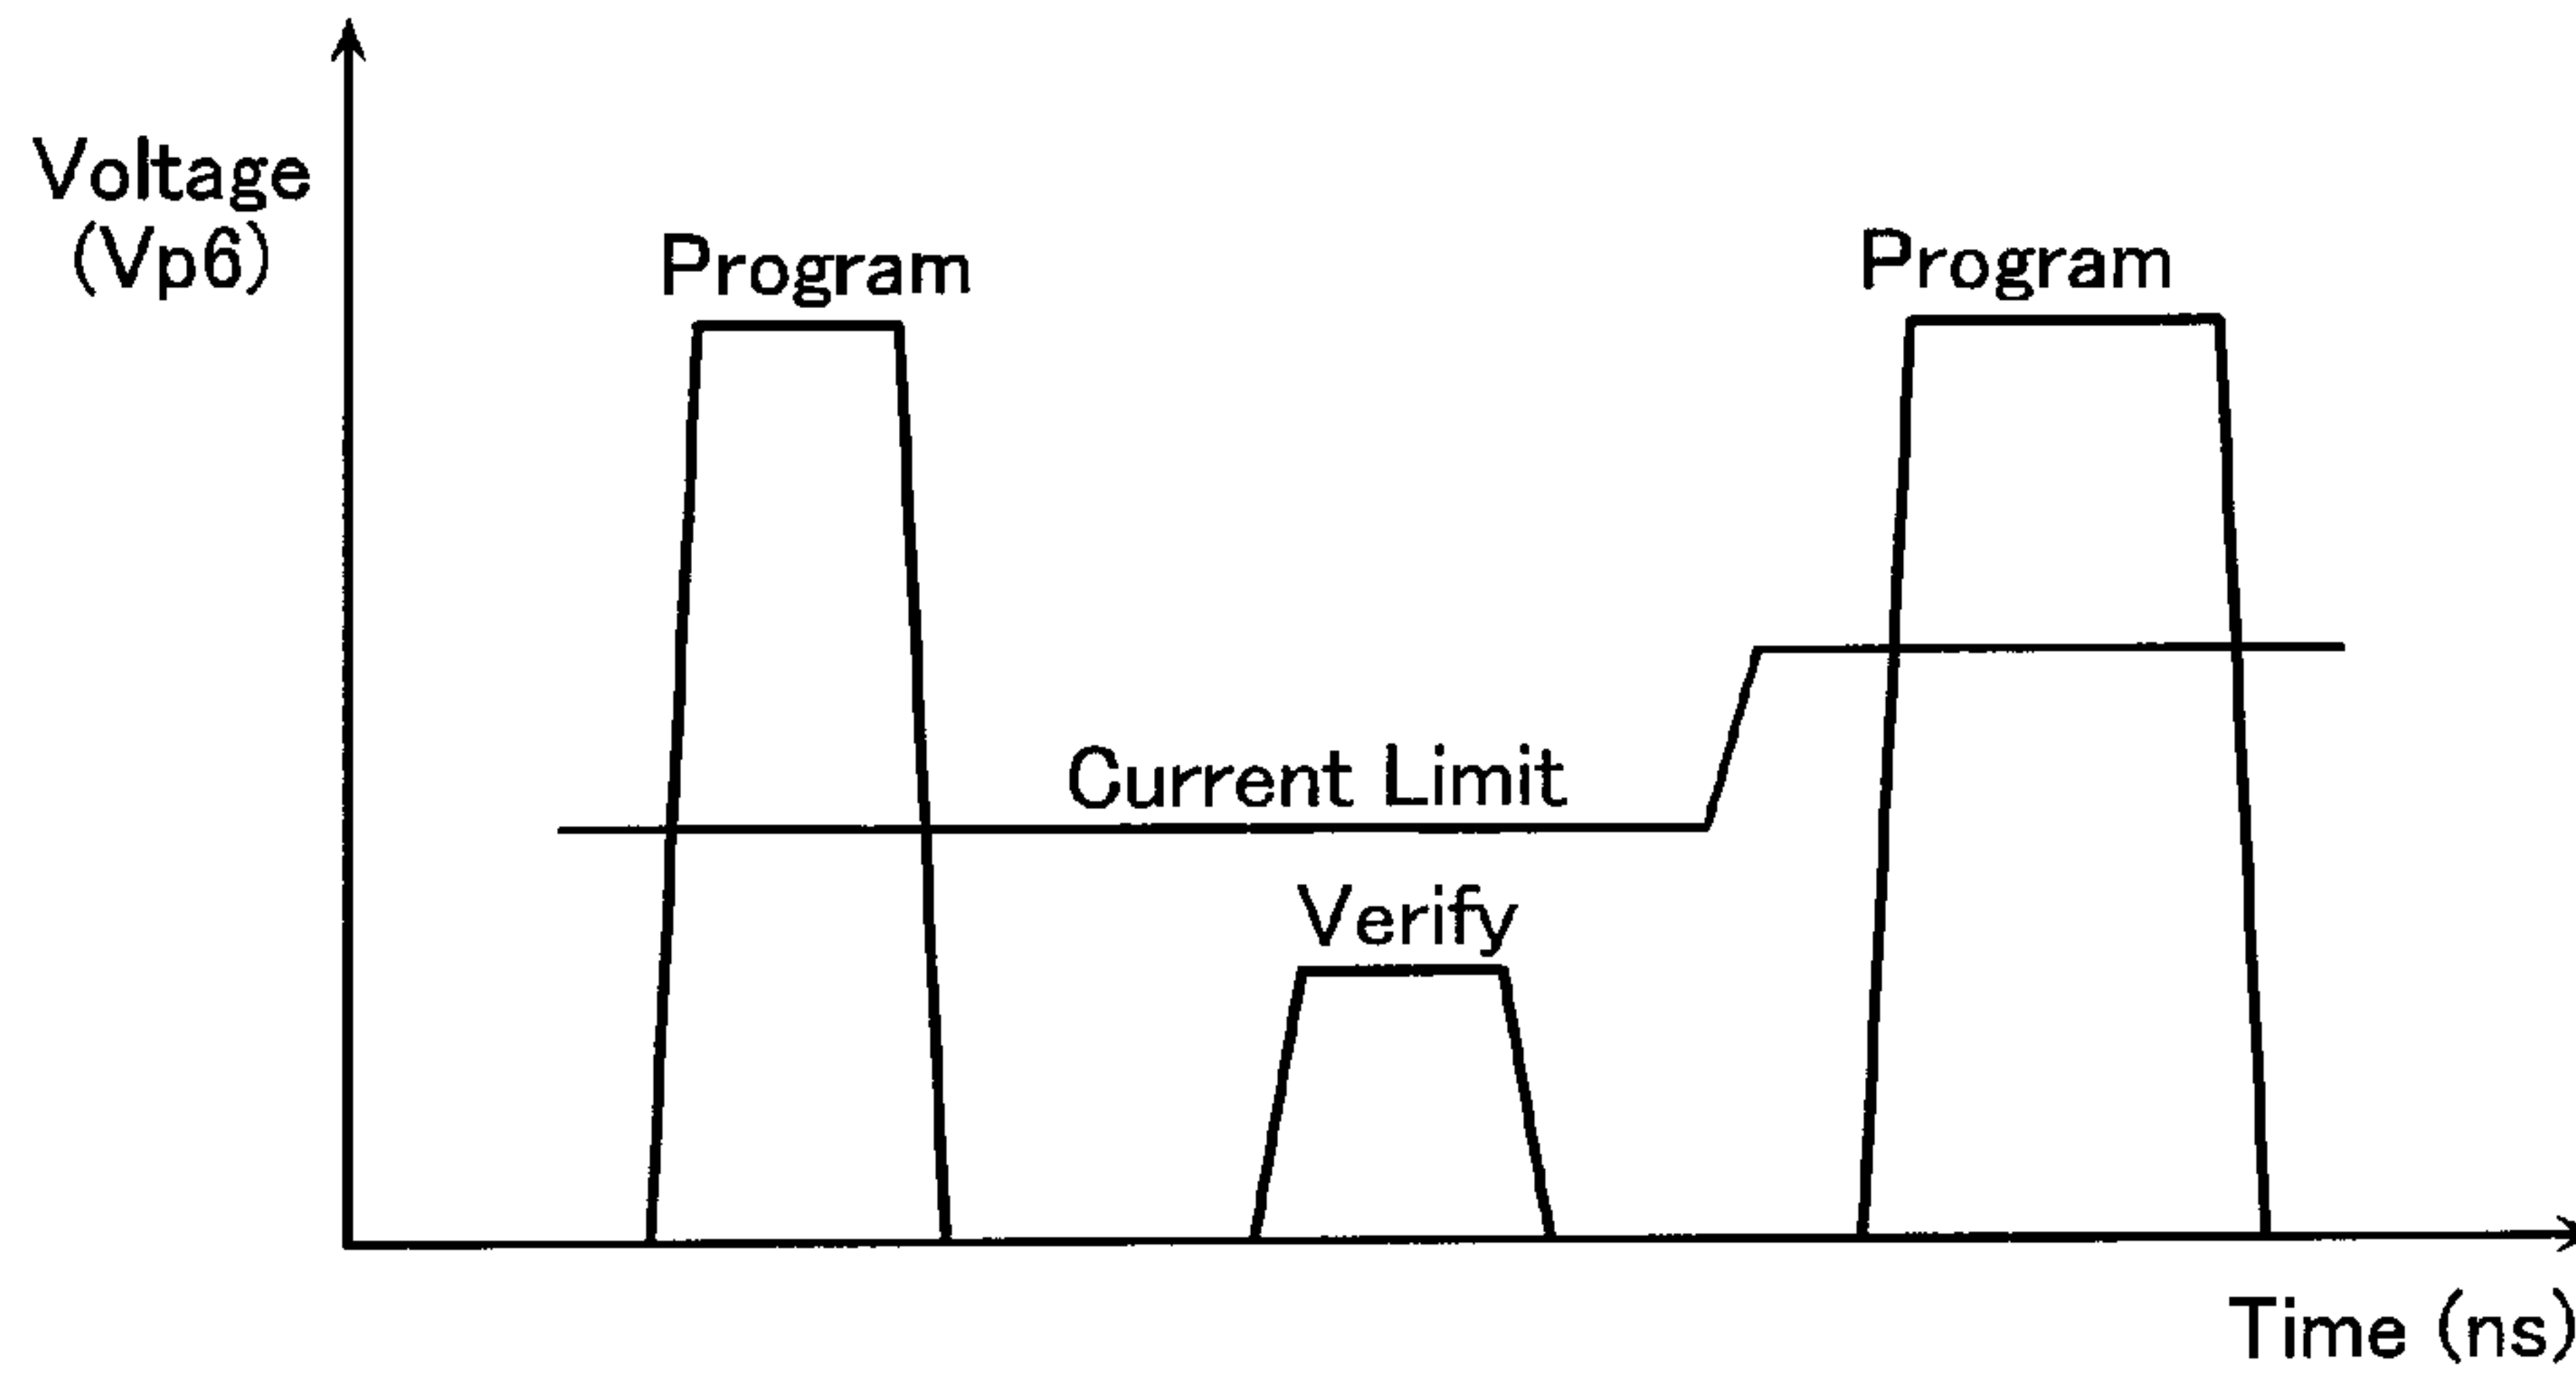 Voltage
(Vp6)
Program
Program
Current Limit
Verify
Time (ns)